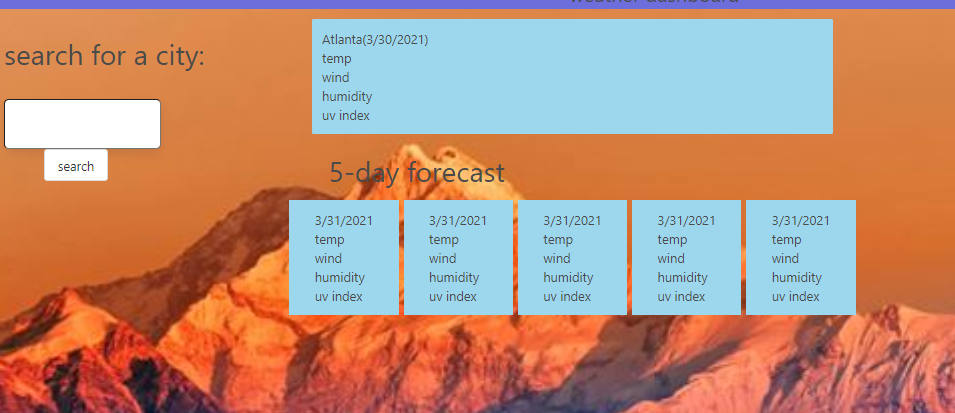 weather dashboard
search for a city:
search
Atlanta(3/30/2021)
temp
wind
humidity
uv index
5-day forecast
3/31/2021
temp
wind
humidity
uv index
3/31/2021
temp
wind
humidity
uv index
3/31/2021
temp
wind
humidity
uv index
3/31/2021
temp
wind
humidity
uv index
3/31/2021
temp
wind
humidity
uv index